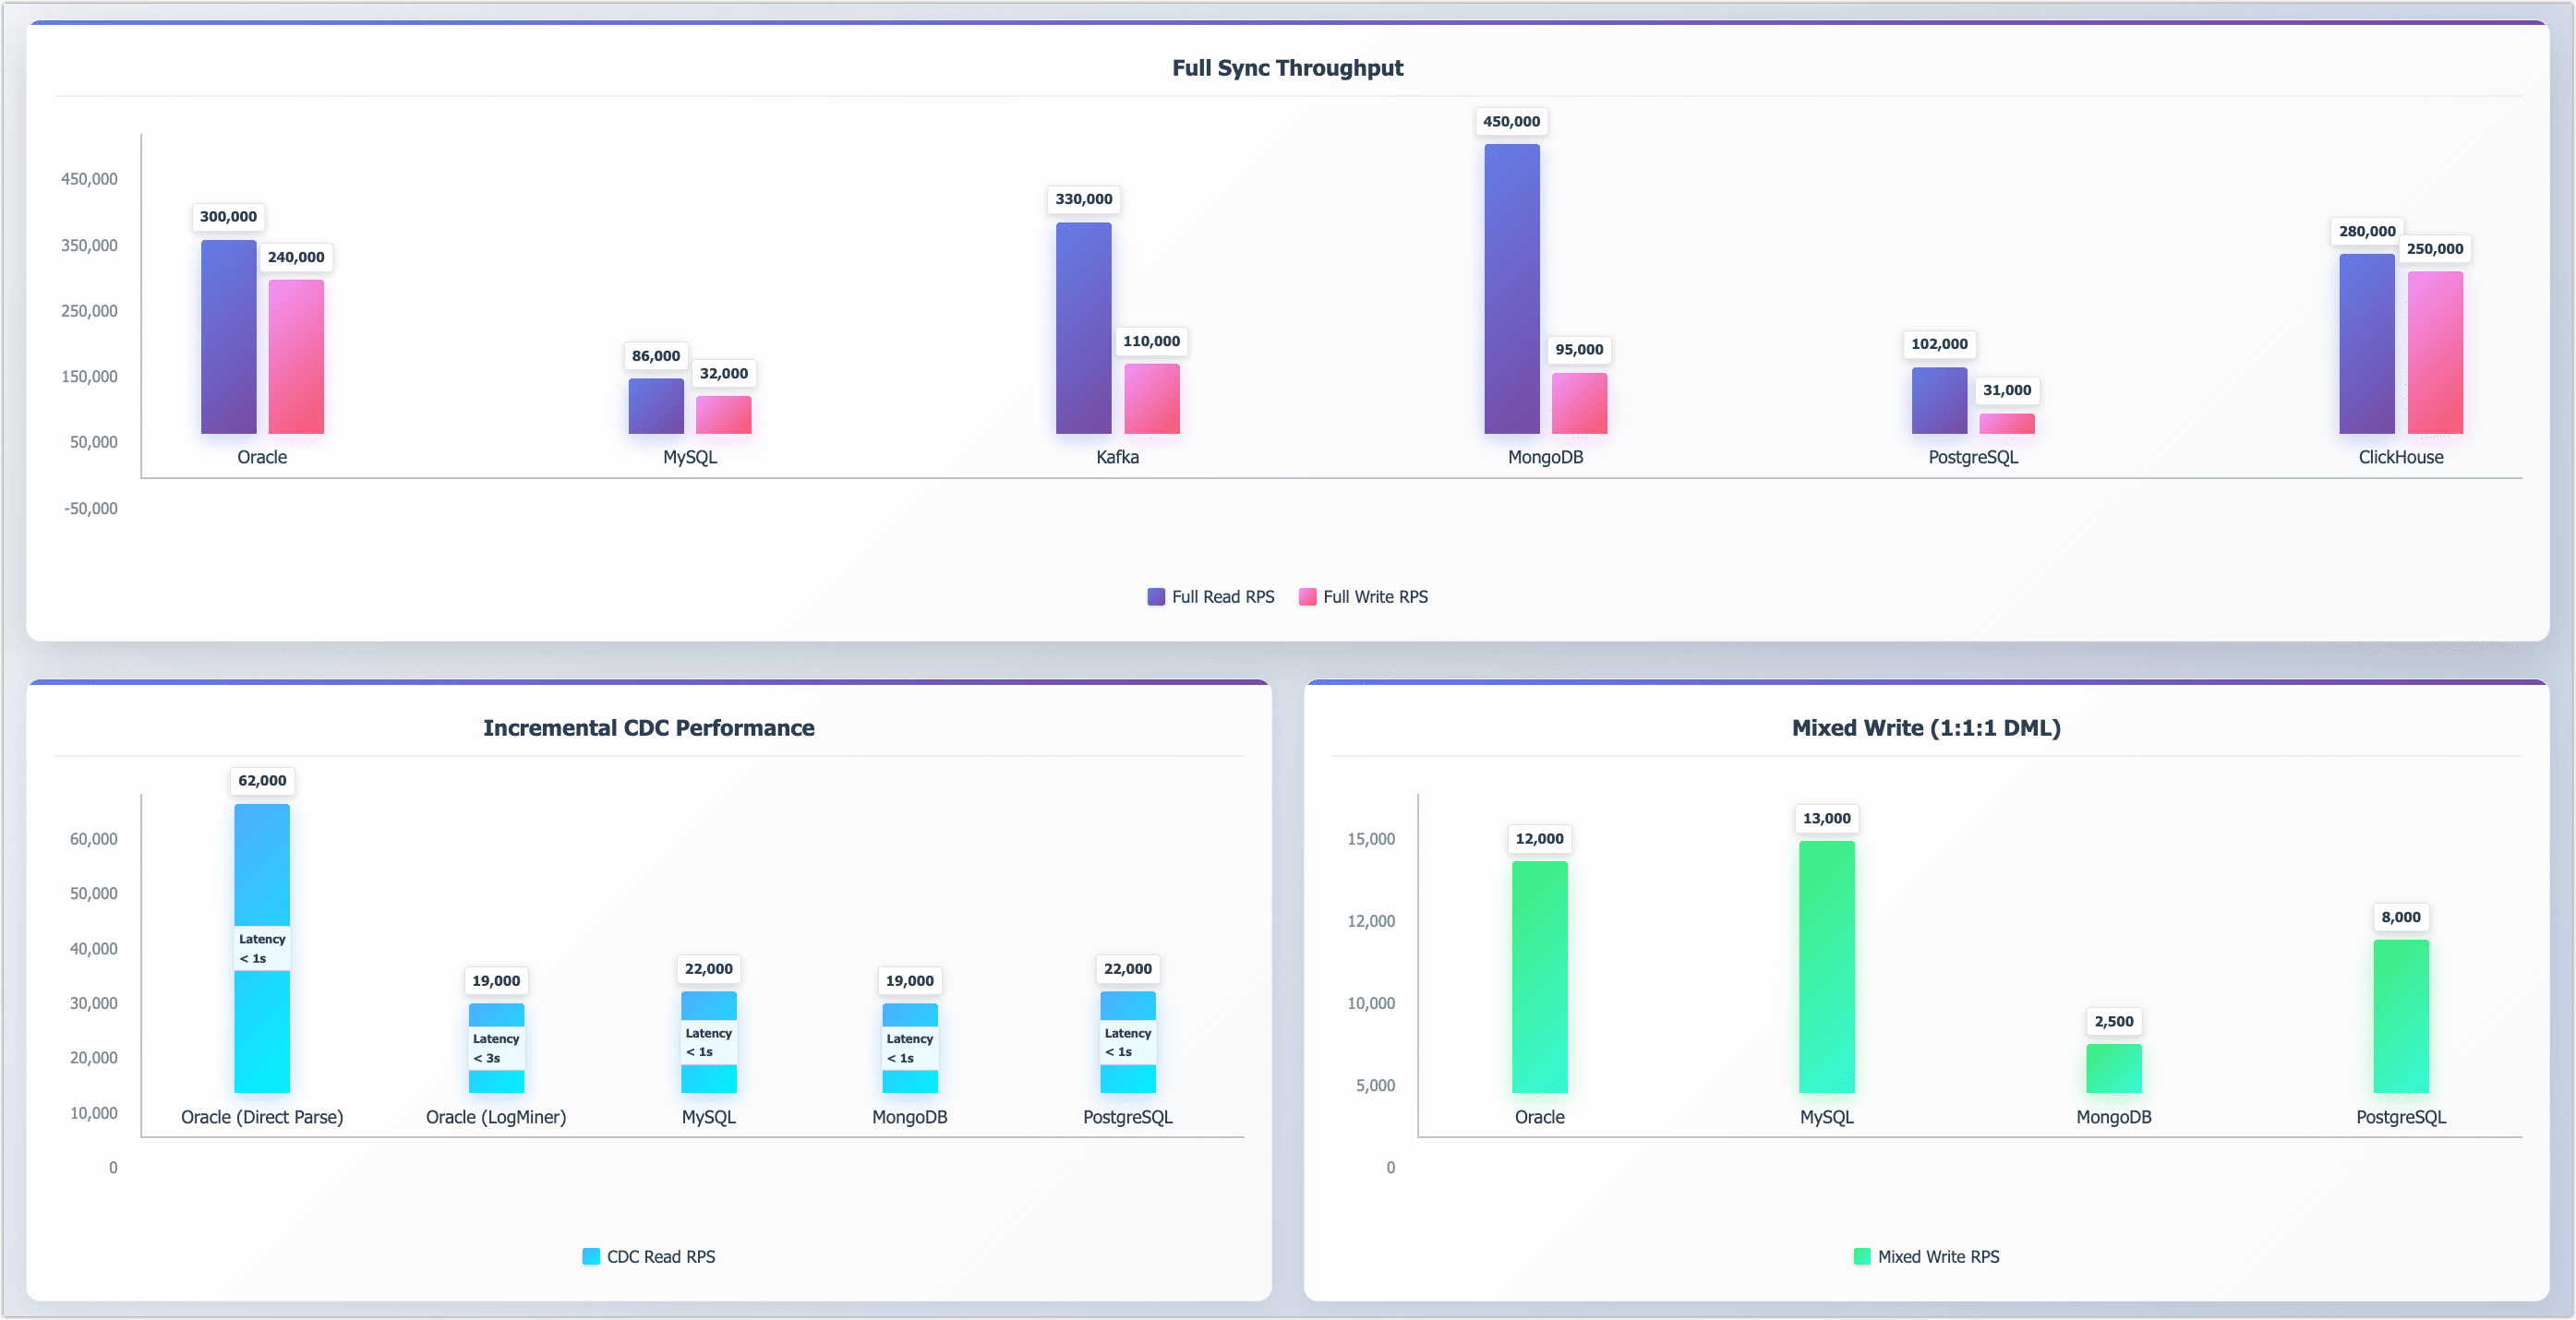 Full Sync Throughput
450,000
350,000
250,000
150,000
50,000
-50,000
300,000
240,000
86,000
32,000
330,000
110,000
450,000
95,000
102,000
31,000
280,000
250,000
Oracle
MySQL
Kafka
MongoDB
PostgreSQL
ClickHouse
Full Read RPS
Full Write RPS
Incremental CDC Performance
60,000
50,000
40,000
30,000
20,000
10,000
0
62,000
Latency
< 1s
19,000
Latency
< 3s
22,000
Latency
< 1s
19,000
Latency
< 1s
22,000
Latency
< 1s
Oracle (Direct Parse)
Oracle (LogMiner)
MySQL
MongoDB
PostgreSQL
CDC Read RPS
Mixed Write (1:1:1 DML)
15,000
12,000
10,000
5,000
0
12,000
13,000
2,500
8,000
Oracle
MySQL
MongoDB
PostgreSQL
Mixed Write RPS